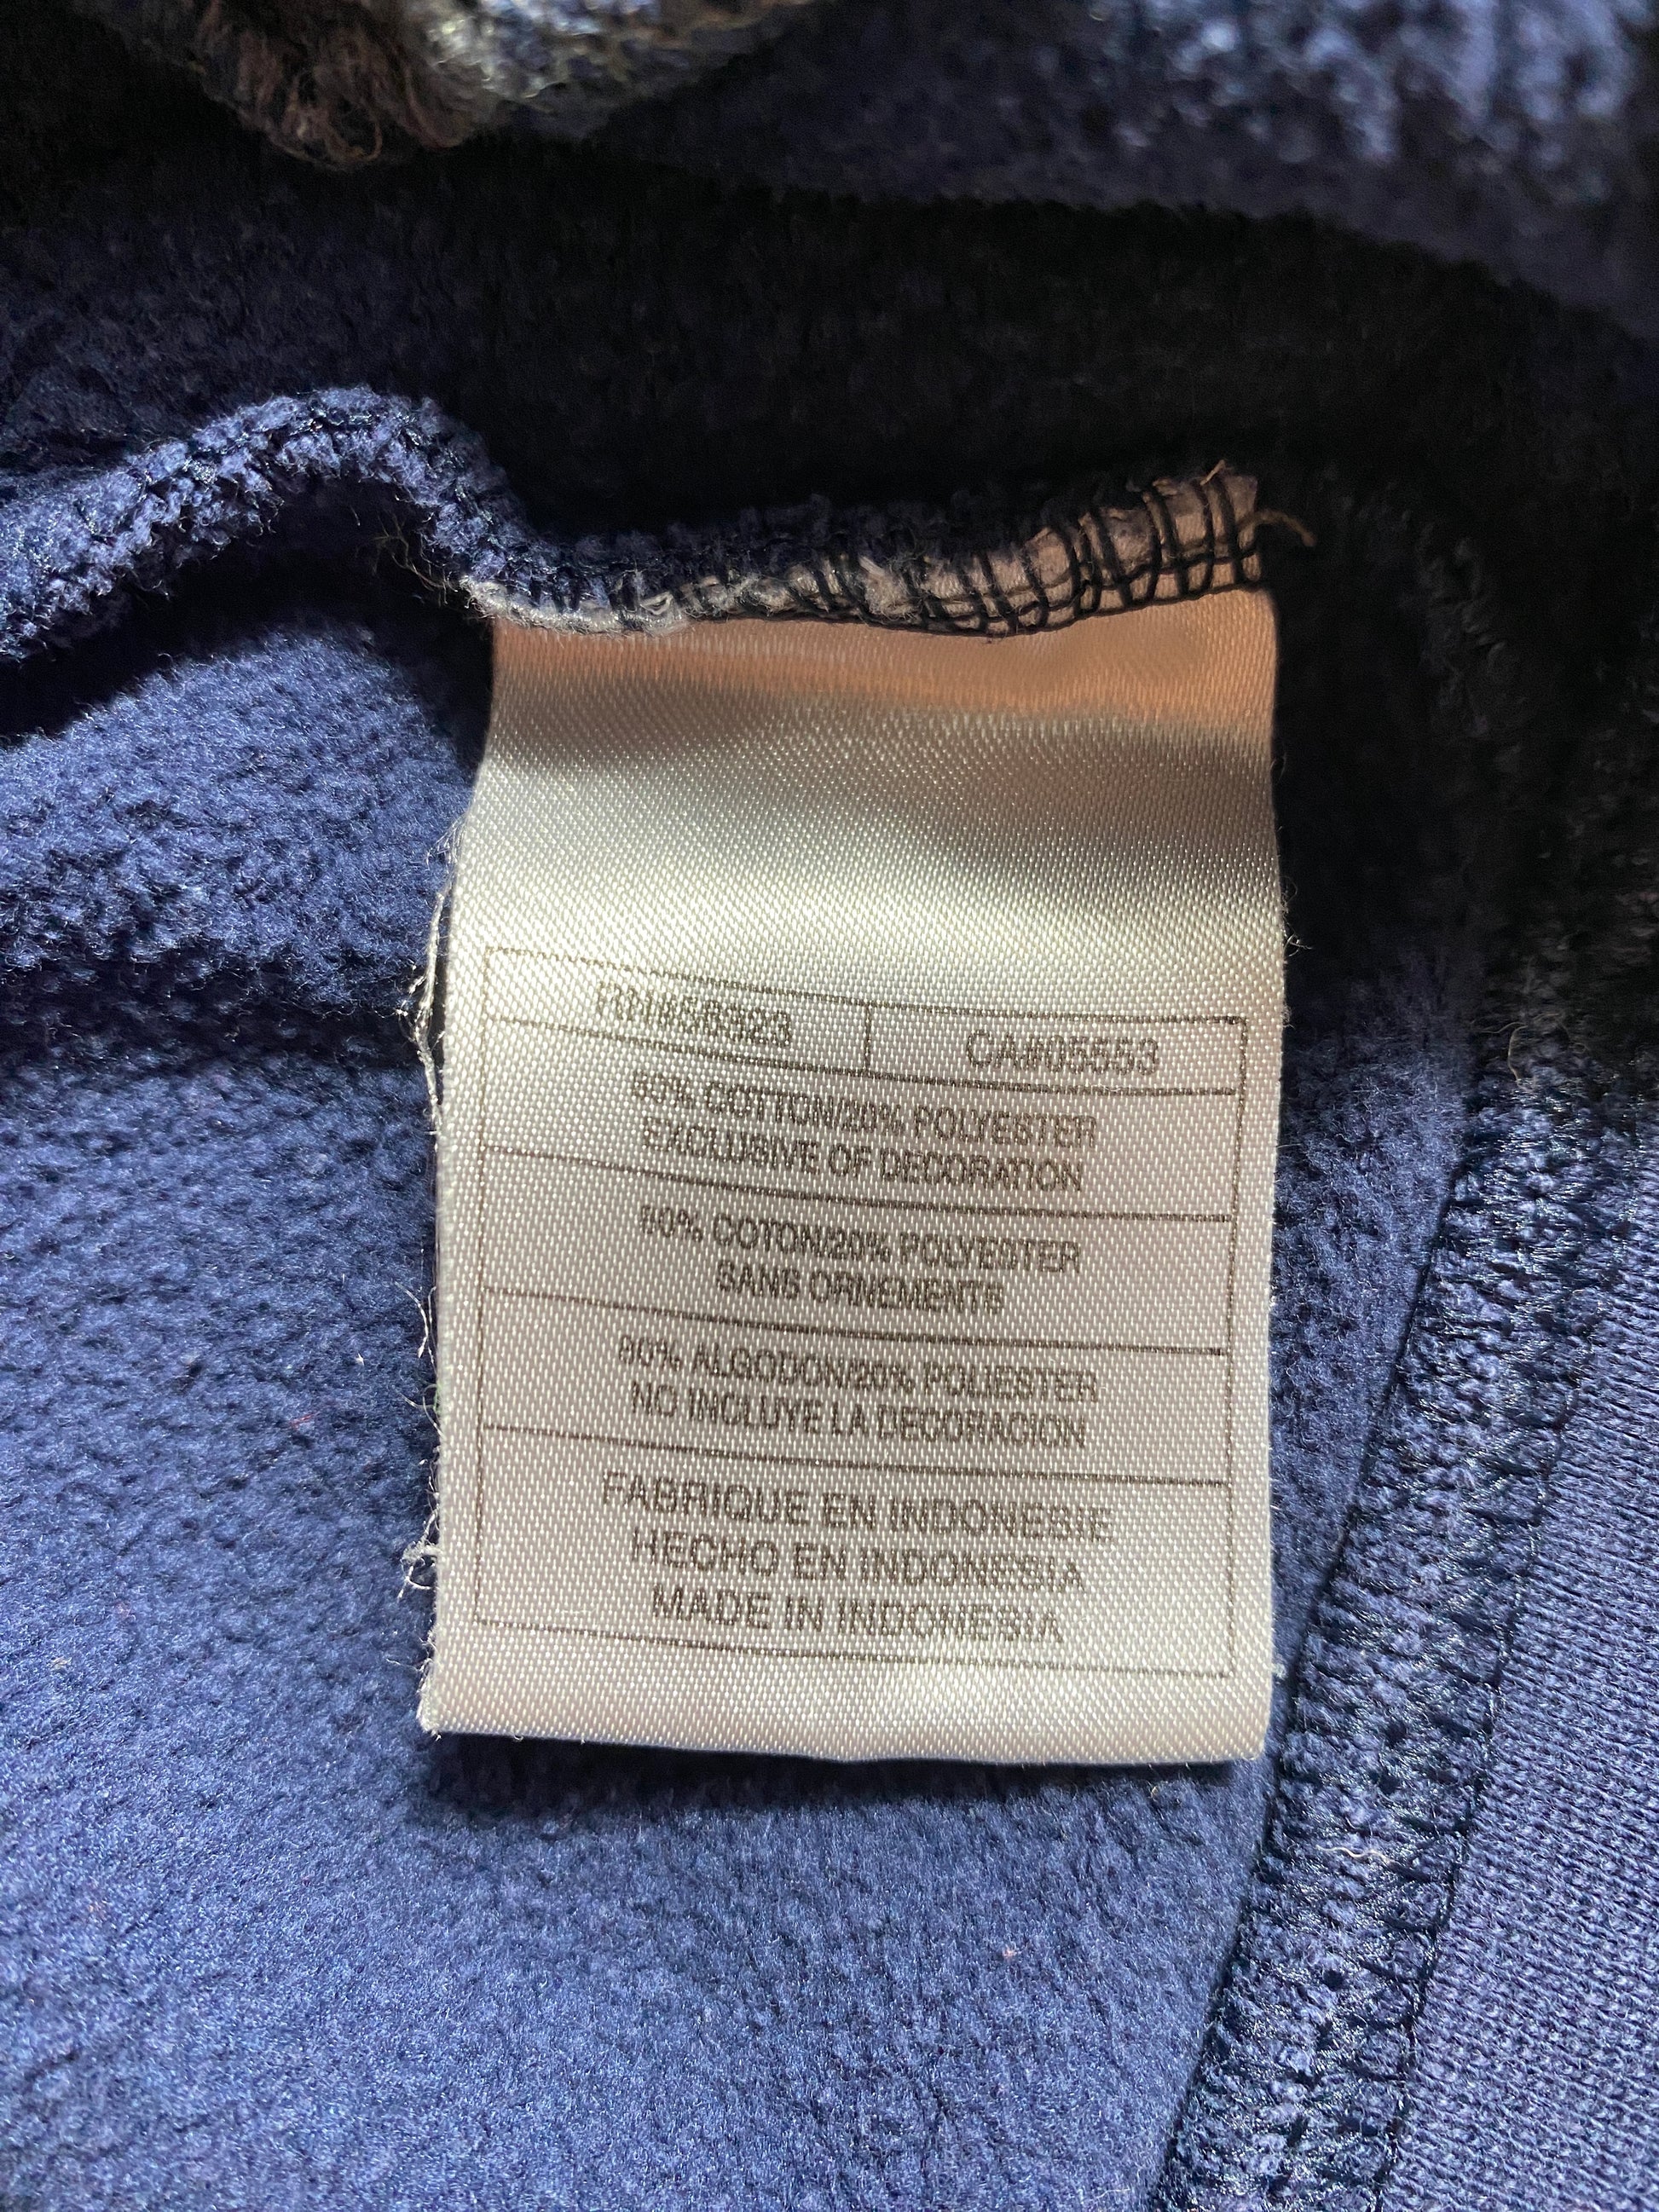 RN#56323 CA#05553
80% COTTON/20% POLYESTER
EXCLUSIVE OF DECORATION
80% COTON/20% POLYESTER
SANS ORNEMENTE
80% ALGODON/20% POLIESTER
NO INCLUYE LA DECORACION
FABRIQUE EN INDONESIE
HECHO EN INDONESIA
MADE IN INDONESIA